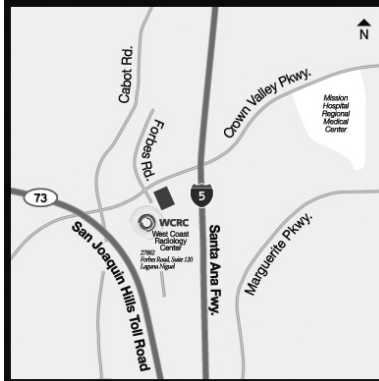 N
Cabot Rd.
Crown Valley Pkwy.
Mission
Hospital
Regional
Medical
Center
Forbes Rd.
73
5
WCRC
West Coast
Radiology
Center
27882
Forbes Road, Suite 120
Laguna Niguel
San Joaquin Hills Toll Road
Santa Ana Fwy.
Marguerite Pkwy.